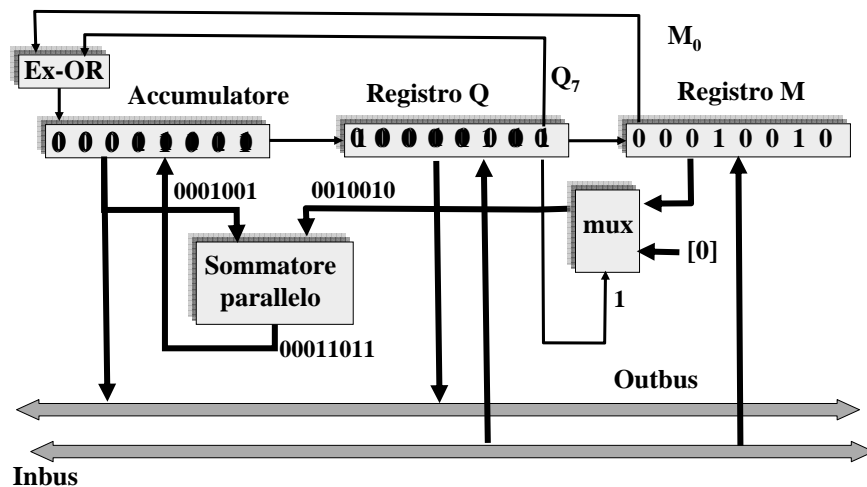 M0
Ex-OR
Q7
Accumulatore
Registro Q
Registro M
0 0 0 1 0 0 1 0
0001001
0010010
mux
[0]
Sommatore
parallelo
1
00011011
Outbus
Inbus